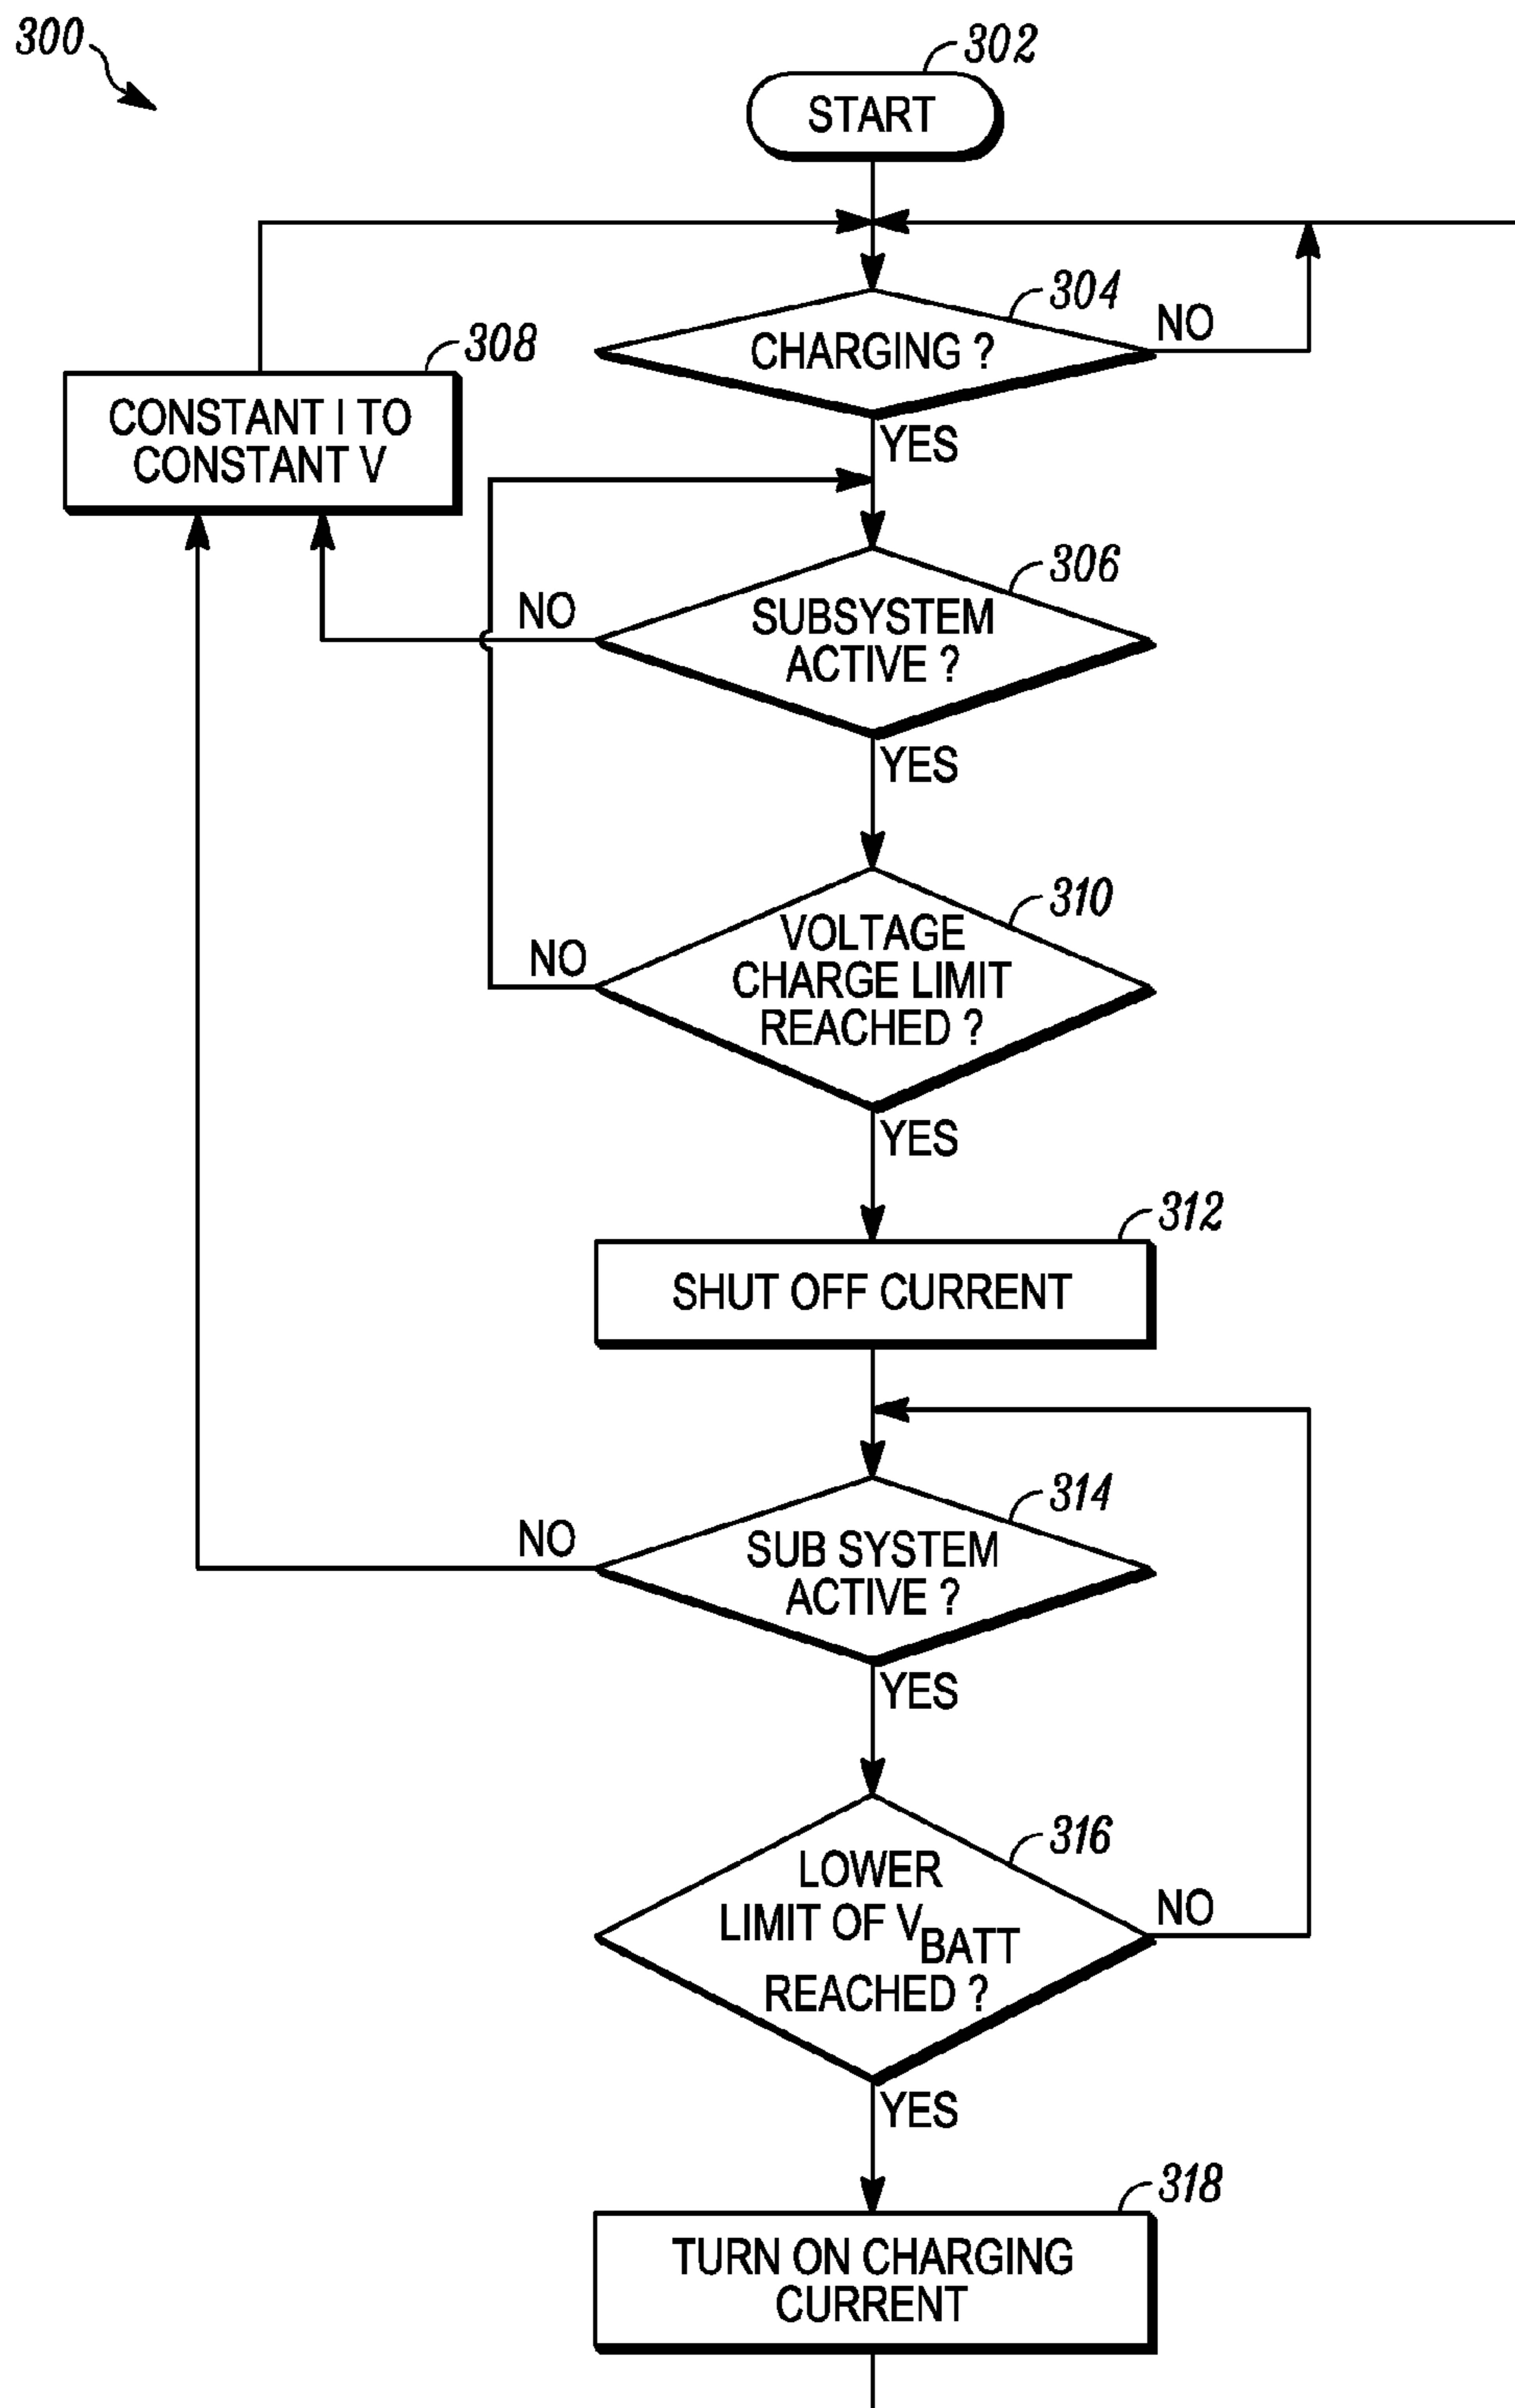 300
302
START
304
CHARGING ?
NO
YES
308
CONSTANT I TO
CONSTANT V
306
SUBSYSTEM
ACTIVE ?
NO
YES
310
VOLTAGE
CHARGE LIMIT
REACHED ?
NO
YES
312
SHUT OFF CURRENT
314
SUB SYSTEM
ACTIVE ?
NO
YES
316
LOWER
LIMIT OF VBATT
REACHED ?
NO
YES
318
TURN ON CHARGING
CURRENT